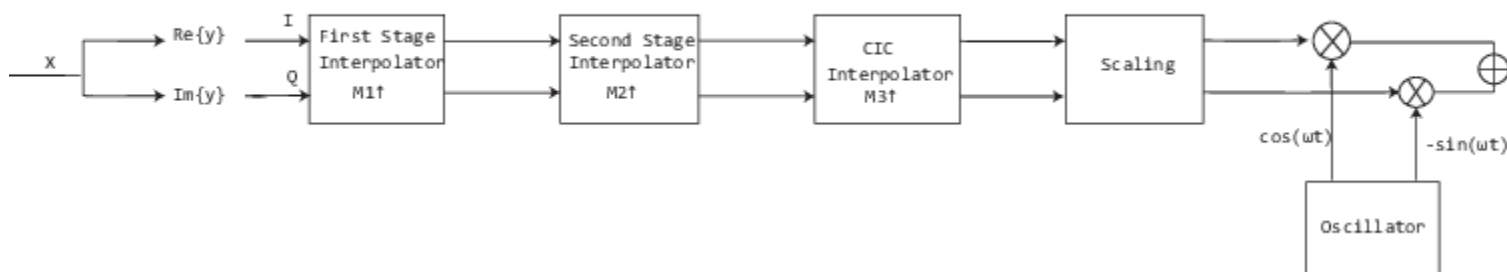 X
Re{y}
Im{y}
I
Q
First Stage
Interpolator
M1↑
Second Stage
Interpolator
M2↑
CIC
Interpolator
M3↑
Scaling
cos(ωt)
-sin(ωt)
Oscillator